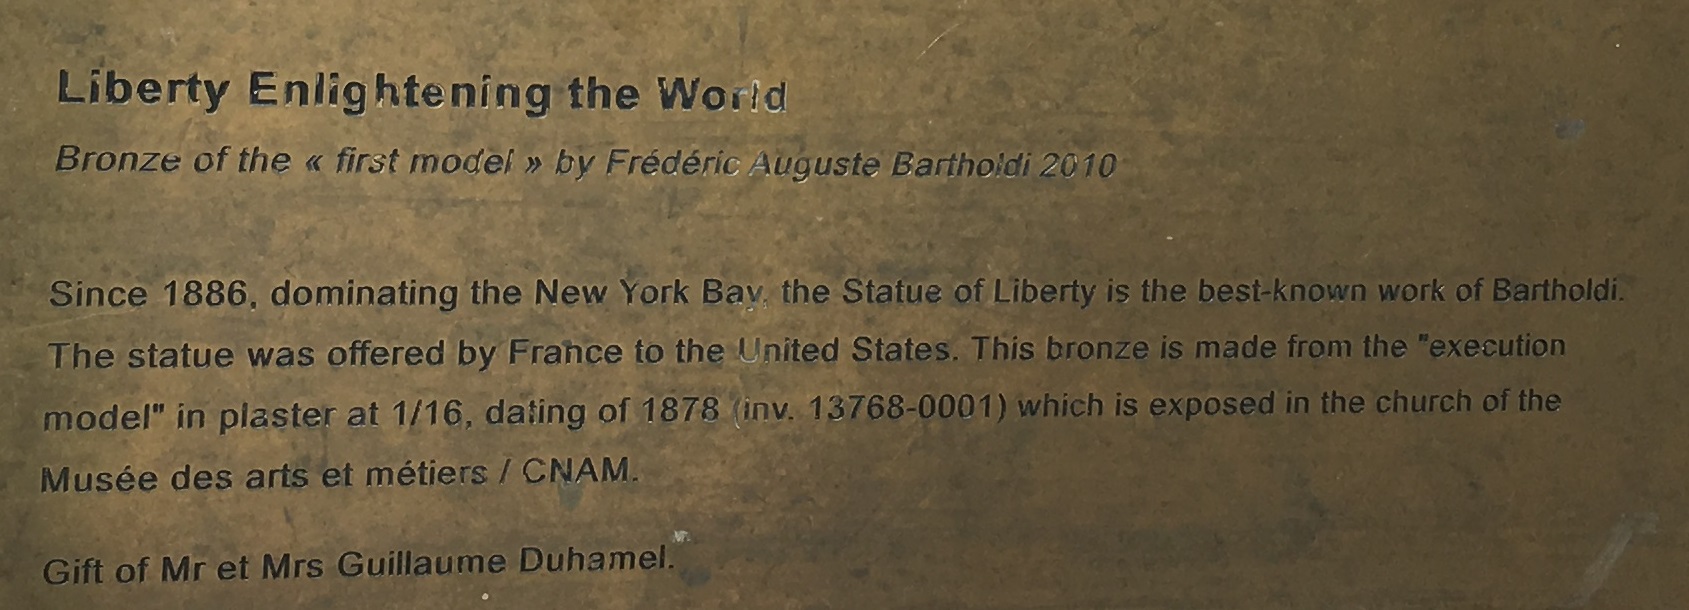 Liberty Enlightening the World
Bronze of the « first model » by Frédéric Auguste Bartholdi 2010
Since 1886, dominating the New York Bay, the Statue of Liberty is the best-known work of Bartholdi.
The statue was offered by France to the United States. This bronze is made from the "execution
model" in plaster at 1/16, dating of 1878 (inv. 13768-0001) which is exposed in the church of the
Musée des arts et métiers / CNAM.
Gift of Mr et Mrs Guillaume Duhamel.